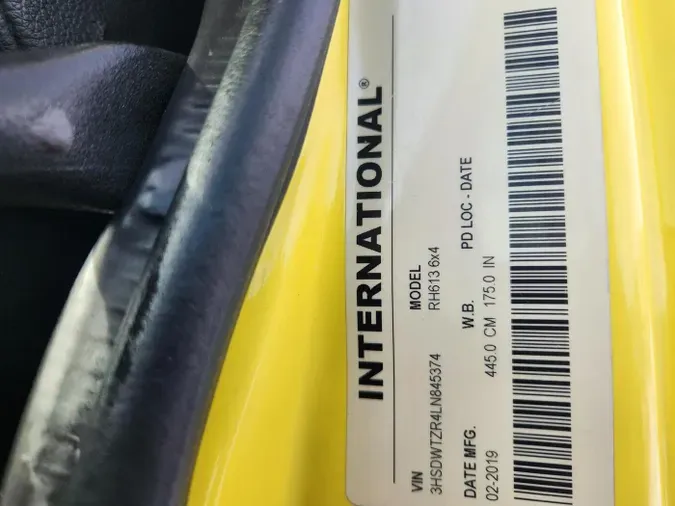 INTERNATIONAL®
VIN MODEL
3HSDWTZR4LN845374 RH613 6x4
DATE MFG. W.B. PD LOC - DATE
02-2019 445.0 CM 175.0 IN